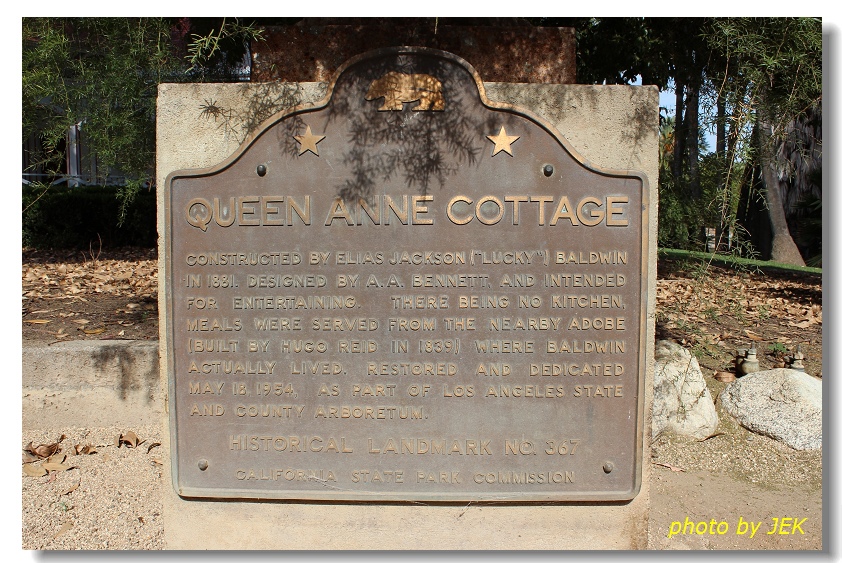 QUEEN ANNE COTTAGE
CONSTRUCTED BY ELIAS JACKSON ("LUCKY") BALDWIN
IN 1881. DESIGNED BY A.A. BENNETT, AND INTENDED
FOR ENTERTAINING. THERE BEING NO KITCHEN,
MEALS WERE SERVED FROM THE NEARBY ADOBE
(BUILT BY HUGO REID IN 1839) WHERE BALDWIN
ACTUALLY LIVED. RESTORED AND DEDICATED
MAY 18, 1954, AS PART OF LOS ANGELES STATE
AND COUNTY ARBORETUM.
HISTORICAL LANDMARK NO. 367
CALIFORNIA STATE PARK COMMISSION
photo by JEK